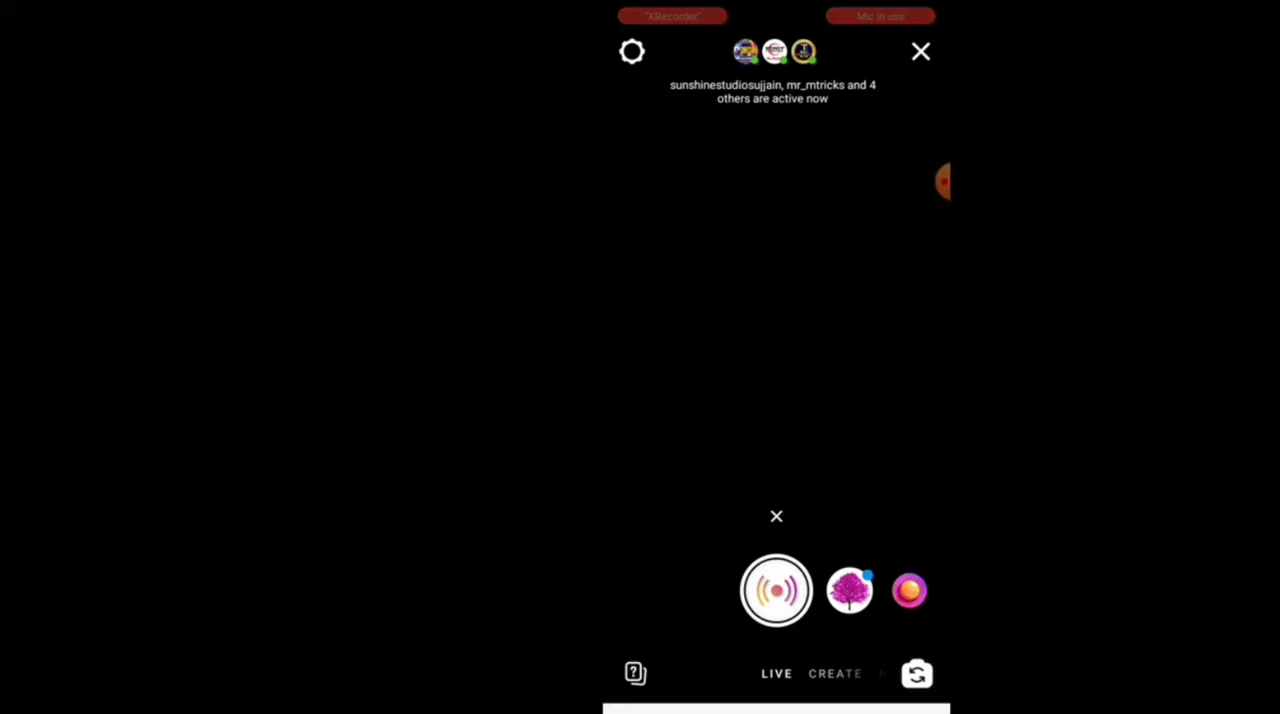 "XRecorder"
Mic in use
sunshinestudiosujjain, mr_mtricks and 4
others are active now
LIVE
CREATE